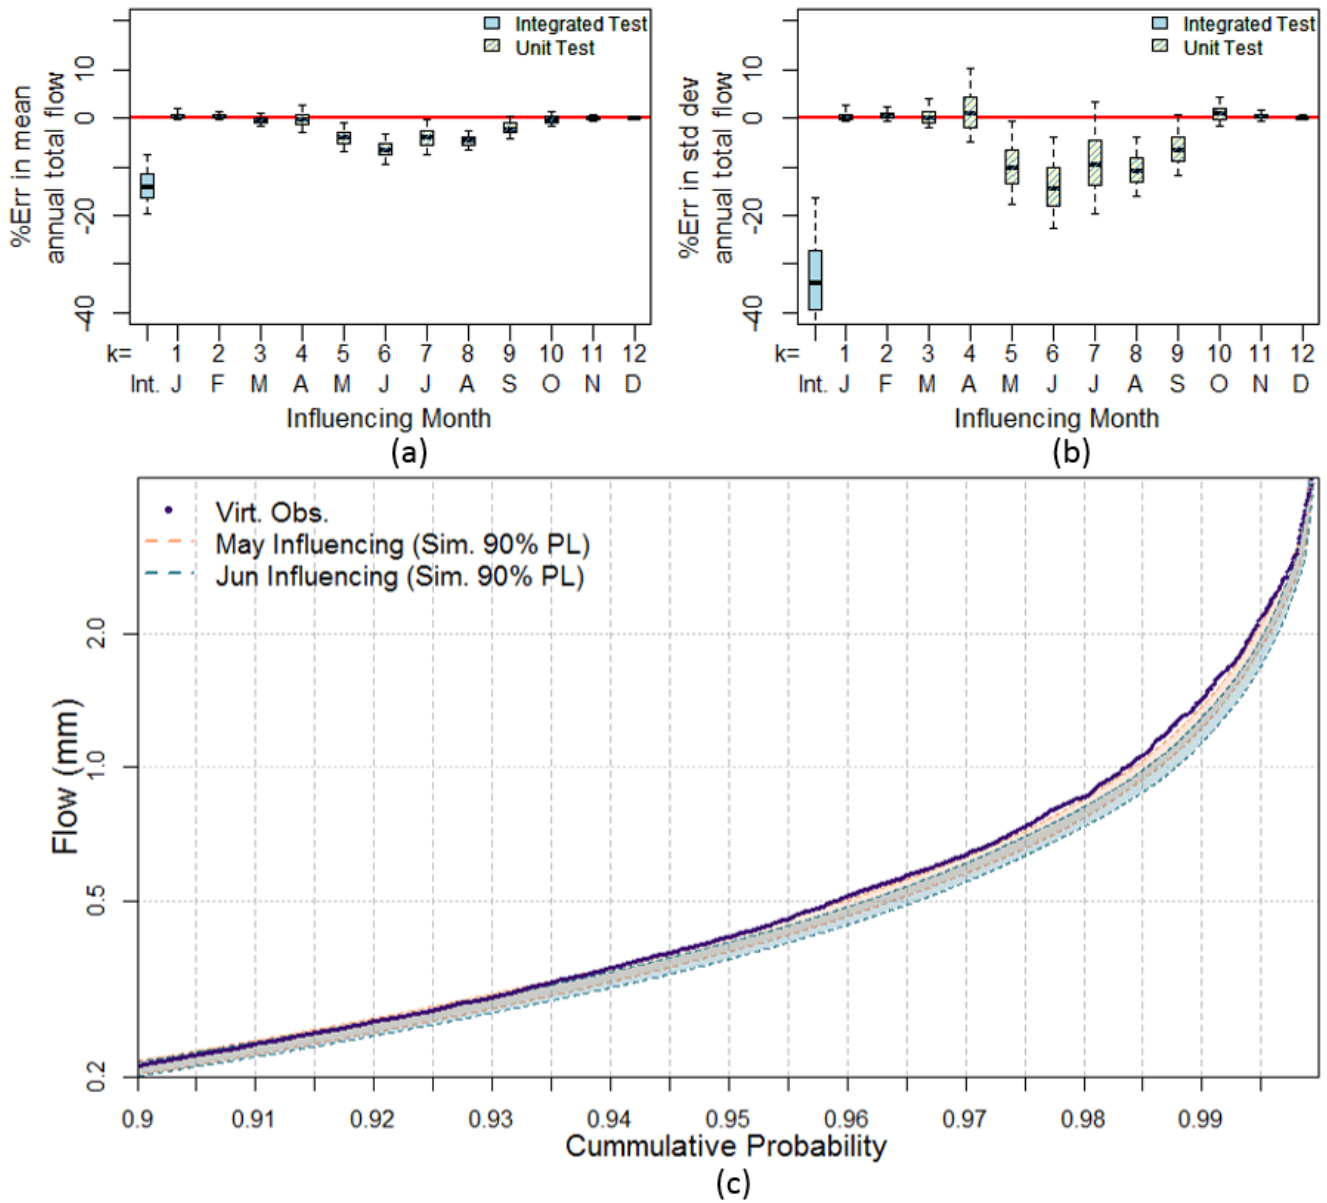 Integrated Test
Unit Test
%Err in mean
annual total flow
10
0
-20
-40
k= 1 2 3 4 5 6 7 8 9 10 11 12
Int. J F M A M J J A S O N D
Influencing Month
(a)
Integrated Test
Unit Test
%Err in std dev
annual total flow
10
0
-20
-40
k= 1 2 3 4 5 6 7 8 9 10 11 12
Int. J F M A M J J A S O N D
Influencing Month
(b)
Virt. Obs.
May Influencing (Sim. 90% PL)
Jun Influencing (Sim. 90% PL)
Flow (mm)
2.0
1.0
0.5
0.2
0.9 0.91 0.92 0.93 0.94 0.95 0.96 0.97 0.98 0.99
Cummulative Probability
(c)